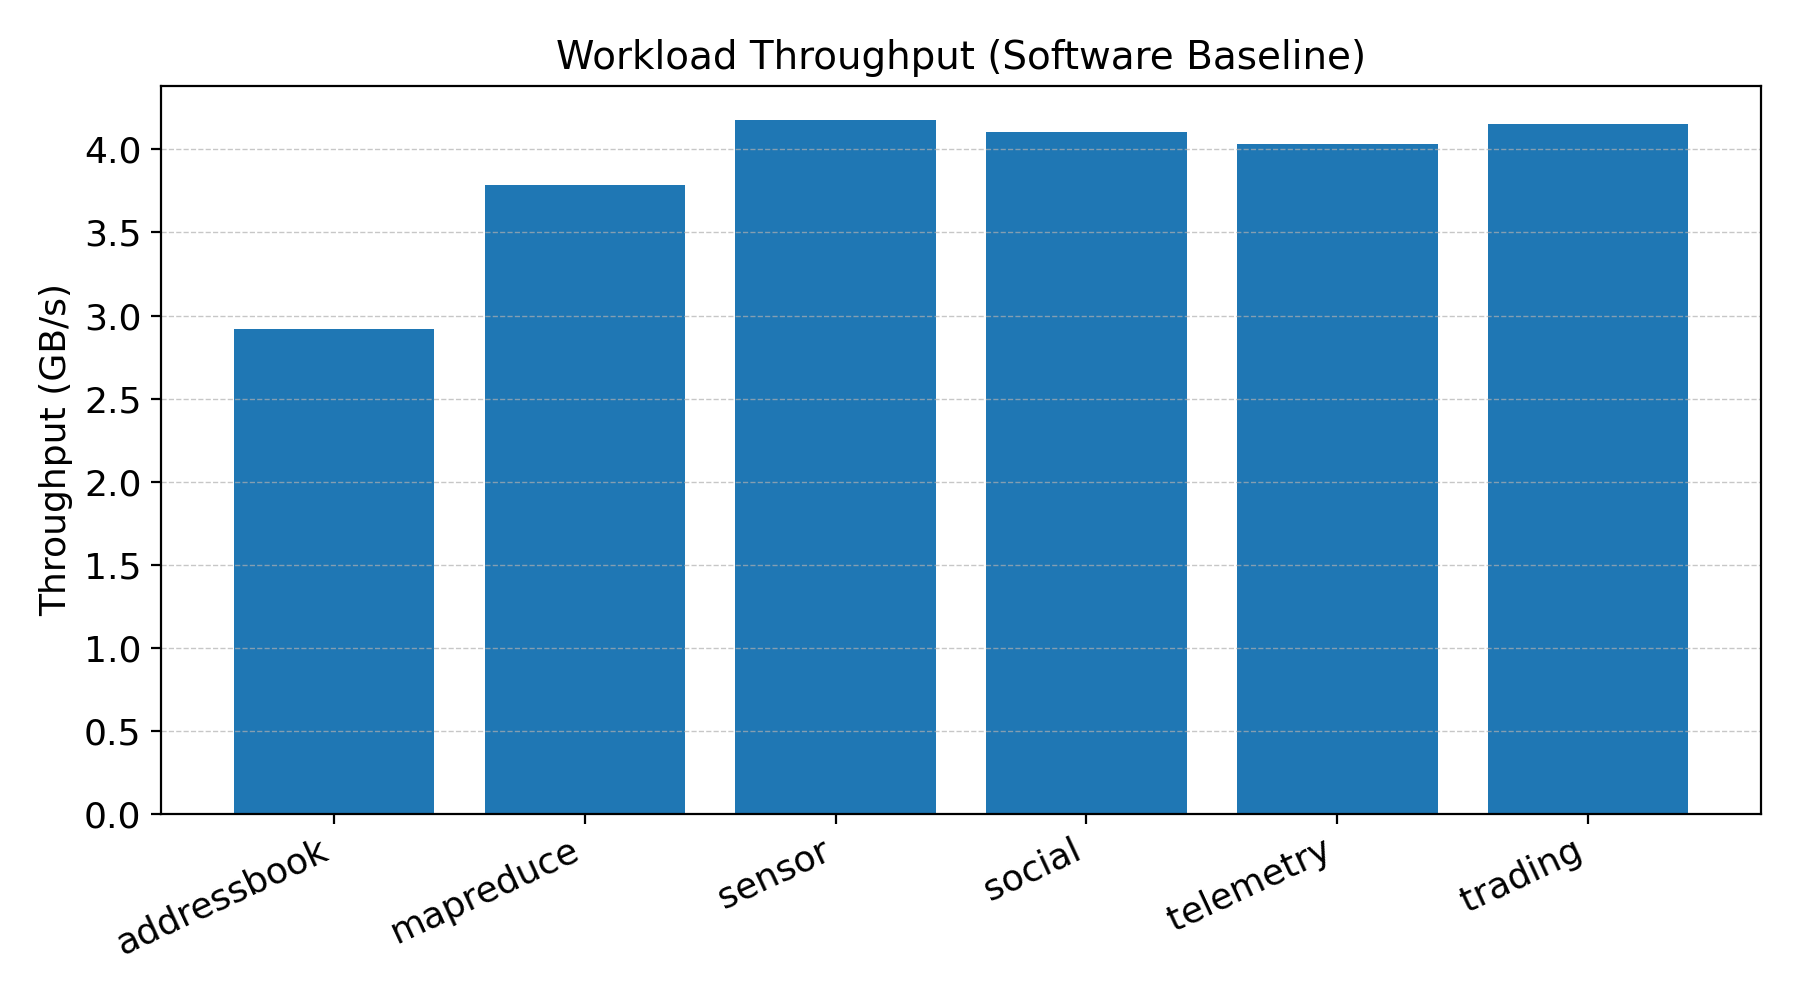 Workload Throughput (Software Baseline)
Throughput (GB/s)
4.0
3.5
3.0
2.5
2.0
1.5
1.0
0.5
0.0
addressbook
mapreduce
sensor
social
telemetry
trading